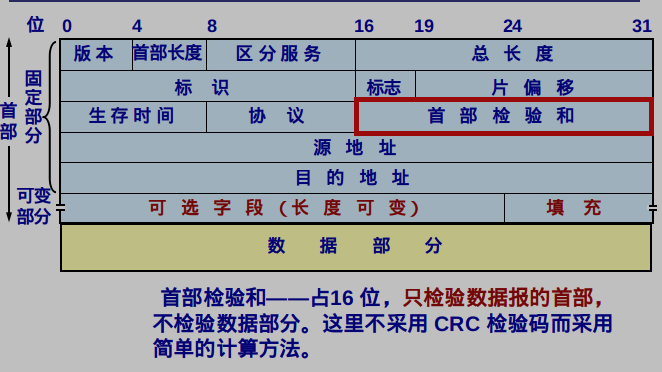 位 0 4 8 16 19 24 31
版本 首部长度 区分服务 总长度
标识 标志 片偏移
生存时间 协议 首部检验和
源地址
目的地址
可选字段（长度可变） 填充
数据部分
首部
固定部分
可变部分
首部检验和——占16 位，只检验数据报的首部，
不检验数据部分。这里不采用 CRC 检验码而采用
简单的计算方法。